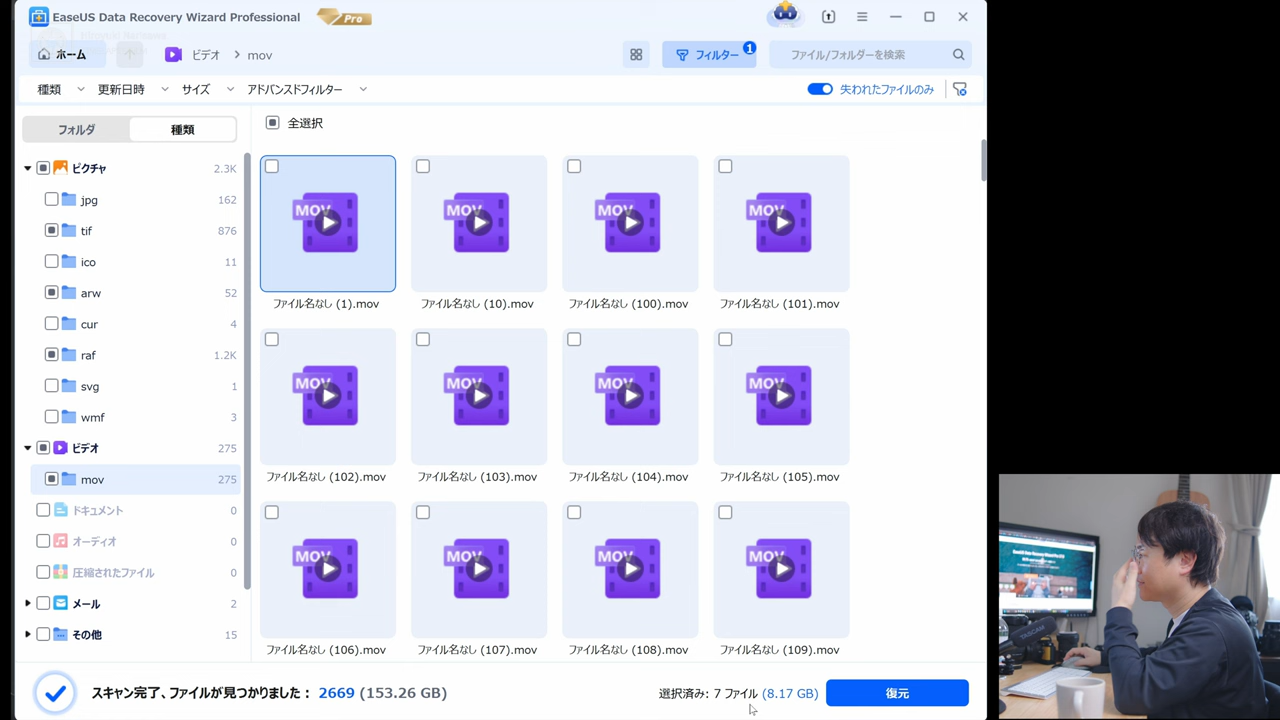 EaseUS Data Recovery Wizard Professional
Pro
ホーム
ビデオ
mov
フィルター
1
ファイル/フォルダーを検索
種類
更新日時
サイズ
アドバンスドフィルター
失われたファイルのみ
フォルダ
種類
全選択
ピクチャ 2.3K
jpg 162
tif 876
ico 11
arw 52
cur 4
raf 1.2K
svg 1
wmf 3
ビデオ 275
mov 275
ドキュメント 0
オーディオ 0
圧縮されたファイル 0
メール 2
その他 15
MOV MOV MOV MOV
ファイル名なし (1).mov ファイル名なし (10).mov ファイル名なし (100).mov ファイル名なし (101).mov
MOV MOV MOV MOV
ファイル名なし (102).mov ファイル名なし (103).mov ファイル名なし (104).mov ファイル名なし (105).mov
MOV MOV MOV MOV
ファイル名なし (106).mov ファイル名なし (107).mov ファイル名なし (108).mov ファイル名なし (109).mov
スキャン完了、ファイルが見つかりました： 2669 (153.26 GB)
選択済み: 7 ファイル (8.17 GB)
復元
TASCAM